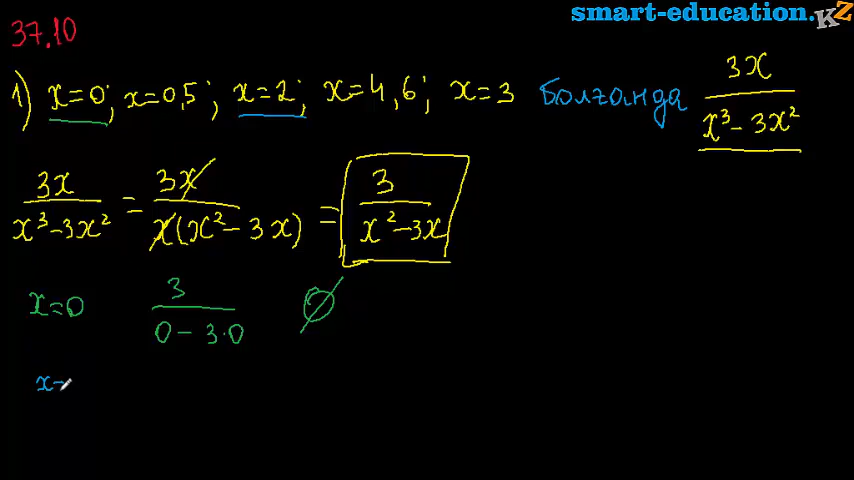 smart-education.KZ
37.10
1) x=0; x=0,5; x=2; x=4,6; x=3 болғанда 3x/(x³-3x²)
3x/(x³-3x²) = 3x/(x(x²-3x)) = 3/(x²-3x)
x=0 3/(0-3·0) ∅
x-